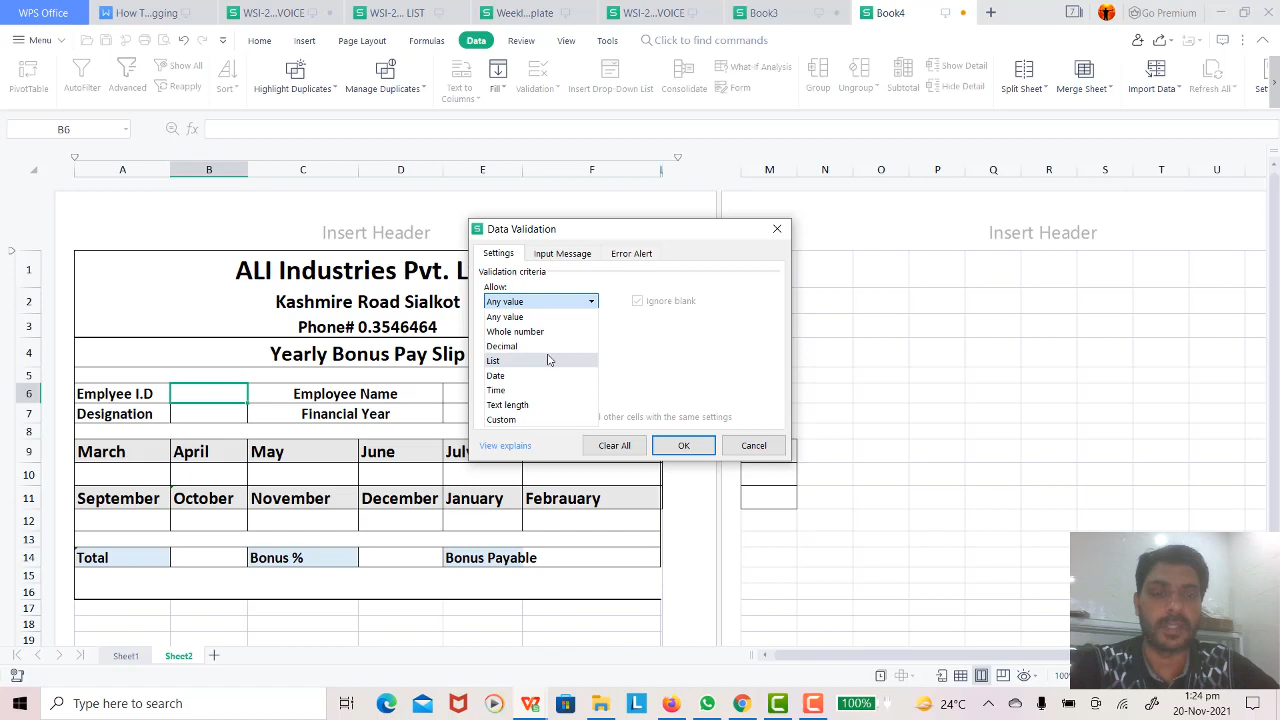 WPS Office
How T...
WSI-2...VOICE
WSI-2... LIST
Weekl...plate
WSI-2...VOICE
Book3
Book4
Go Premium
Menu
Home
Insert
Page Layout
Formulas
Data
Review
View
Tools
Click to find commands
PivotTable
AutoFilter
Advanced
Show All
Reapply
Highlight Duplicates
Manage Duplicates
Text to
Columns
Fill
Validation
Insert Drop-Down List
Consolidate
What-if Analysis
Form
Group
Ungroup
Subtotal
Show Detail
Hide Detail
Split Sheet
Merge Sheet
Import Data
Refresh All
B6
fx
A B C D E F M N O P Q R S T U
Insert Header
Insert Header
1 ALI Industries Pvt. L
2 Kashmire Road Sialkot
3 Phone# 0.3546464
4 Yearly Bonus Pay Slip
5
6 Emplyee I.D Employee Name
7 Designation Financial Year
8
9 March April May June July
10
11 September October November December January Febrauary
12
13
14 Total Bonus % Bonus Payable
15
16
17
18
19
Data Validation
Settings Input Message Error Alert
Validation criteria
Allow:
Any value
Ignore blank
Any value
Whole number
Decimal
List
Date
Time
Text length
Custom
other cells with the same settings
View explains
Clear All
OK
Cancel
Sheet1 Sheet2
Type here to search
100%
24°C
1:24 pm
20-Nov-2021